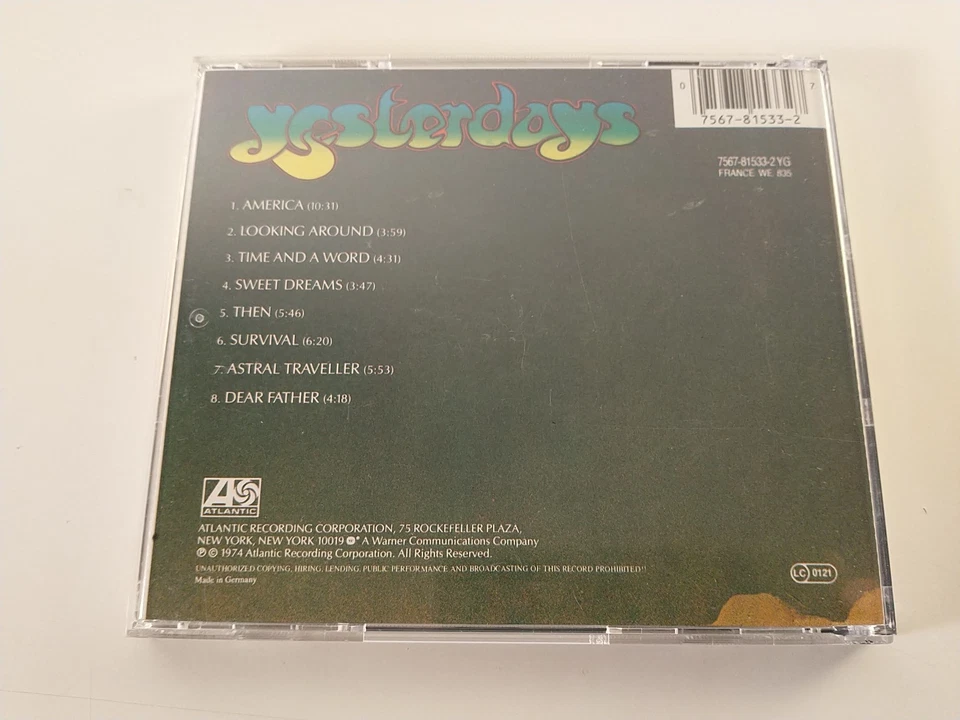 yesterdays
0 7
7567-81533-2
7567-81533-2 YG
FRANCE WE 835
1. AMERICA (10:31)
2. LOOKING AROUND (3:59)
3. TIME AND A WORD (4:31)
4. SWEET DREAMS (3:47)
5. THEN (5:46)
6. SURVIVAL (6:20)
7. ASTRAL TRAVELLER (5:53)
8. DEAR FATHER (4:18)
ATLANTIC
ATLANTIC RECORDING CORPORATION, 75 ROCKEFELLER PLAZA,
NEW YORK, NEW YORK 10019 A Warner Communications Company
℗ © 1974 Atlantic Recording Corporation. All Rights Reserved.
UNAUTHORIZED COPYING, HIRING, LENDING, PUBLIC PERFORMANCE AND BROADCASTING OF THIS RECORD PROHIBITED!
Made in Germany
LC 0121